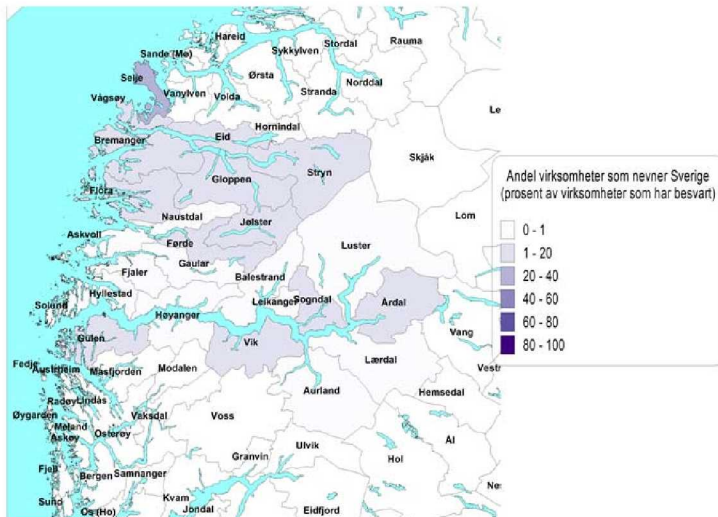 Hareid
Stordal
Rauma
Sande (Mø)
Sykkylven
Selje
Ørsta
Norddal
Vanylven
Volda
Stranda
Vågsøy
Le
Hornindal
Bremanger
Eid
Skjåk
Stryn
Gloppen
Flora
Andel virksomheter som nevner Sverige
(prosent av virksomheter som har besvart)
0 - 1
1 - 20
20 - 40
40 - 60
60 - 80
80 - 100
Naustdal
Lom
Jølster
Askvoll
Førde
Luster
Gaular
Fjaler
Balestrand
Hyllestad
Leikanger
Sogndal
Årdal
Solund
Høyanger
Vang
Gulen
Vik
Fedje
Lærdal
Austrheim
Masfjorden
Modalen
Vestr
Aurland
Hemsedal
Radøy
Lindås
Øygarden
Vaksdal
Voss
Meland
Osterøy
Askøy
Ål
Ulvik
Hol
Granvin
Fjell
Samnanger
Bergen
Nes
Kvam
Sund
Os (Ho)
Jondal
Eidfjord